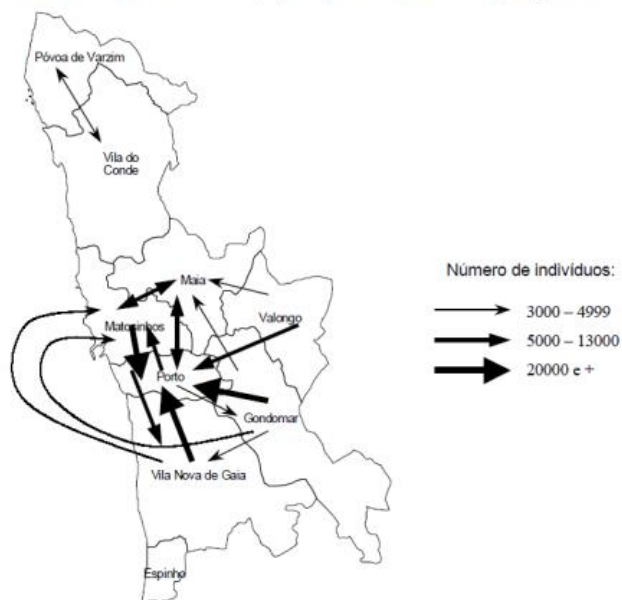 Póvoa de Varzim
Vila do
Conde
Maia
Matosinhos
Valongo
Porto
Gondomar
Vila Nova de Gaia
Espinho
Número de indivíduos:
3000 – 4999
5000 – 13000
20000 e +